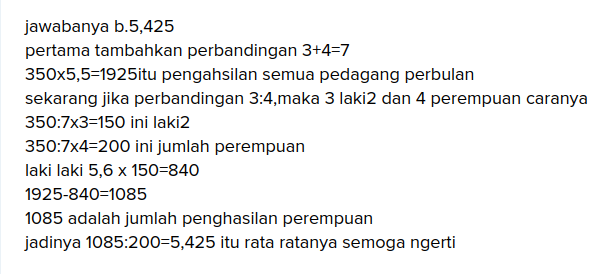 jawabanya b.5,425
pertama tambahkan perbandingan 3+4=7
350x5,5=1925itu pengahsilan semua pedagang perbulan
sekarang jika perbandingan 3:4,maka 3 laki2 dan 4 perempuan caranya
350:7x3=150 ini laki2
350:7x4=200 ini jumlah perempuan
laki laki 5,6 x 150=840
1925-840=1085
1085 adalah jumlah penghasilan perempuan
jadinya 1085:200=5,425 itu rata ratanya semoga ngerti